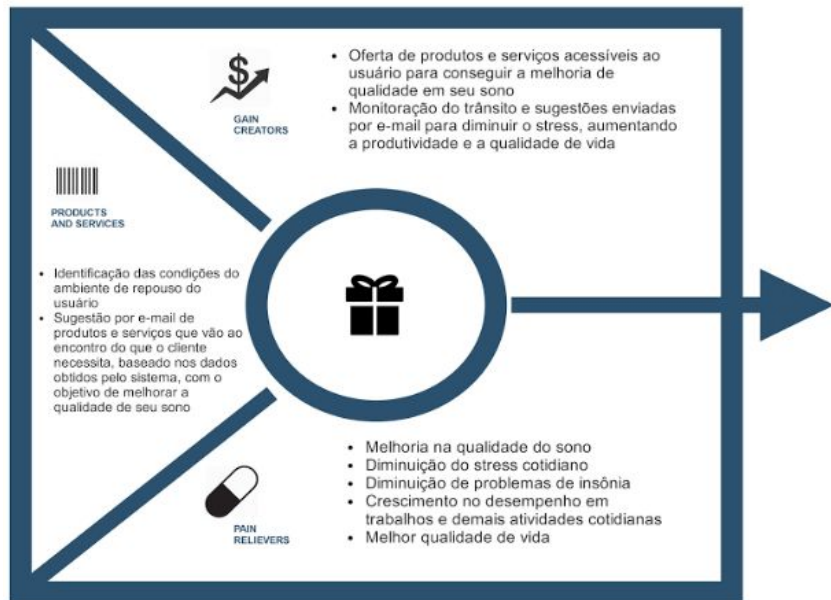 $
GAIN
CREATORS
• Oferta de produtos e serviços acessíveis ao
usuário para conseguir a melhoria de
qualidade em seu sono
• Monitoração do trânsito e sugestões enviadas
por e-mail para diminuir o stress, aumentando
a produtividade e a qualidade de vida
PRODUCTS
AND SERVICES
• Identificação das condições do
ambiente de repouso do
usuário
• Sugestão por e-mail de
produtos e serviços que vão ao
encontro do que o cliente
necessita, baseado nos dados
obtidos pelo sistema, com o
objetivo de melhorar a
qualidade de seu sono
PAIN
RELIEVERS
• Melhoria na qualidade do sono
• Diminuição do stress cotidiano
• Diminuição de problemas de insônia
• Crescimento no desempenho em
trabalhos e demais atividades cotidianas
• Melhor qualidade de vida